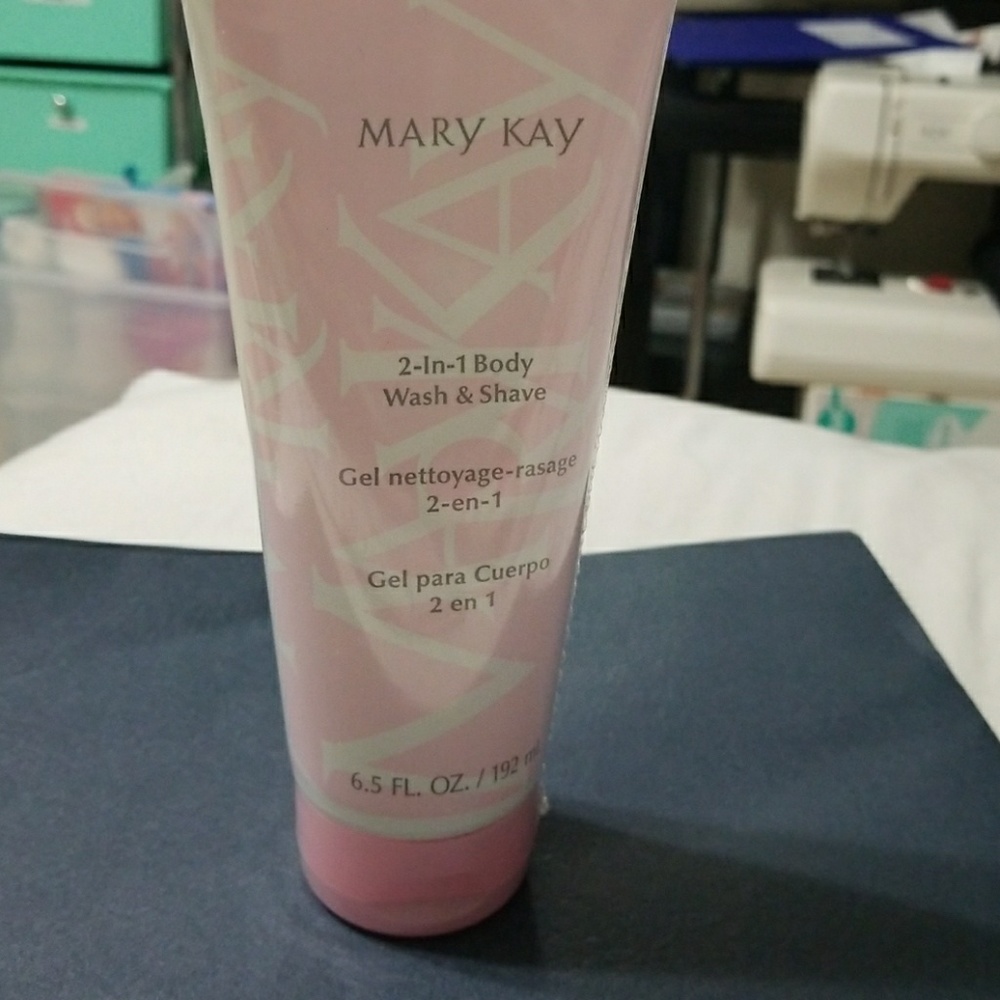 MARY KAY
2-In-1 Body
Wash & Shave
Gel nettoyage-rasage
2-en-1
Gel para Cuerpo
2 en 1
6.5 FL. OZ. / 192